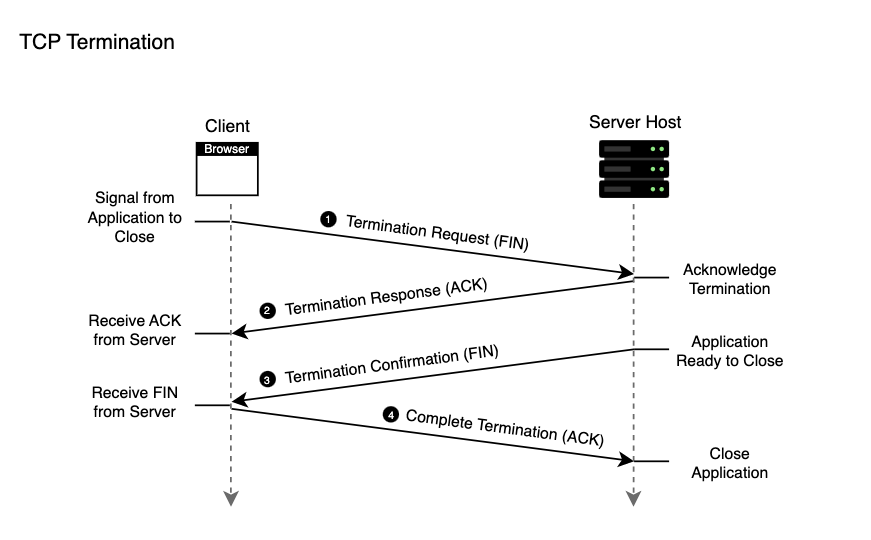 TCP Termination
Client
Server Host
Browser
Signal from
Application to
Close
1 Termination Request (FIN)
Acknowledge
Termination
2 Termination Response (ACK)
Receive ACK
from Server
Application
Ready to Close
3 Termination Confirmation (FIN)
Receive FIN
from Server
4 Complete Termination (ACK)
Close
Application